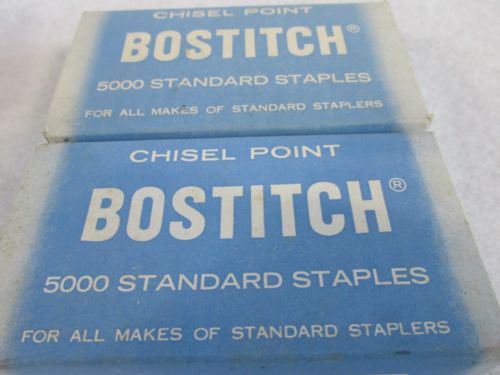 CHISEL POINT
BOSTITCH®
5000 STANDARD STAPLES
FOR ALL MAKES OF STANDARD STAPLERS
CHISEL POINT
BOSTITCH®
5000 STANDARD STAPLES
FOR ALL MAKES OF STANDARD STAPLERS